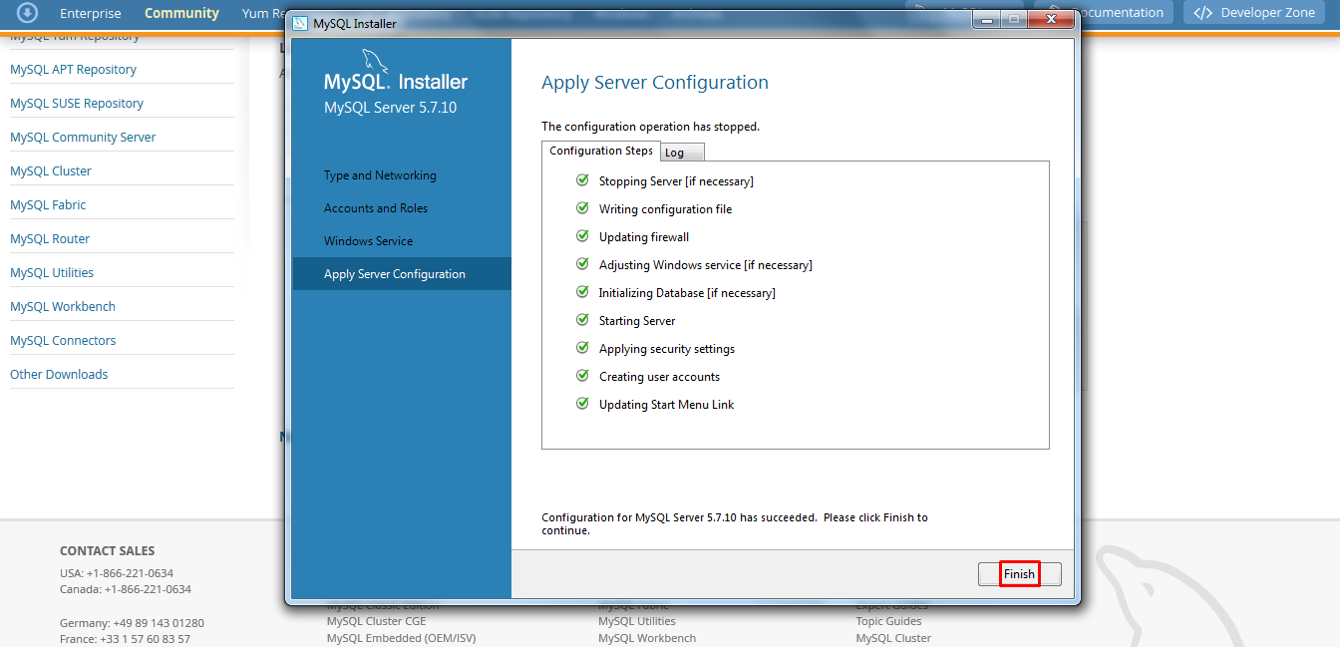 Enterprise
Community
Yum Re
ocumentation
Developer Zone
MySQL Yum Repository
MySQL APT Repository
MySQL SUSE Repository
MySQL Community Server
MySQL Cluster
MySQL Fabric
MySQL Router
MySQL Utilities
MySQL Workbench
MySQL Connectors
Other Downloads
MySQL Installer
MySQL. Installer
MySQL Server 5.7.10
Type and Networking
Accounts and Roles
Windows Service
Apply Server Configuration
Apply Server Configuration
The configuration operation has stopped.
Configuration Steps
Log
Stopping Server [if necessary]
Writing configuration file
Updating firewall
Adjusting Windows service [if necessary]
Initializing Database [if necessary]
Starting Server
Applying security settings
Creating user accounts
Updating Start Menu Link
Configuration for MySQL Server 5.7.10 has succeeded. Please click Finish to
continue.
Finish
CONTACT SALES
USA: +1-866-221-0634
Canada: +1-866-221-0634
Germany: +49 89 143 01280
France: +33 1 57 60 83 57
MySQL Classic Edition
MySQL Cluster CGE
MySQL Embedded (OEM/ISV)
MySQL Fabric
MySQL Utilities
MySQL Workbench
Expert Guides
Topic Guides
MySQL Cluster